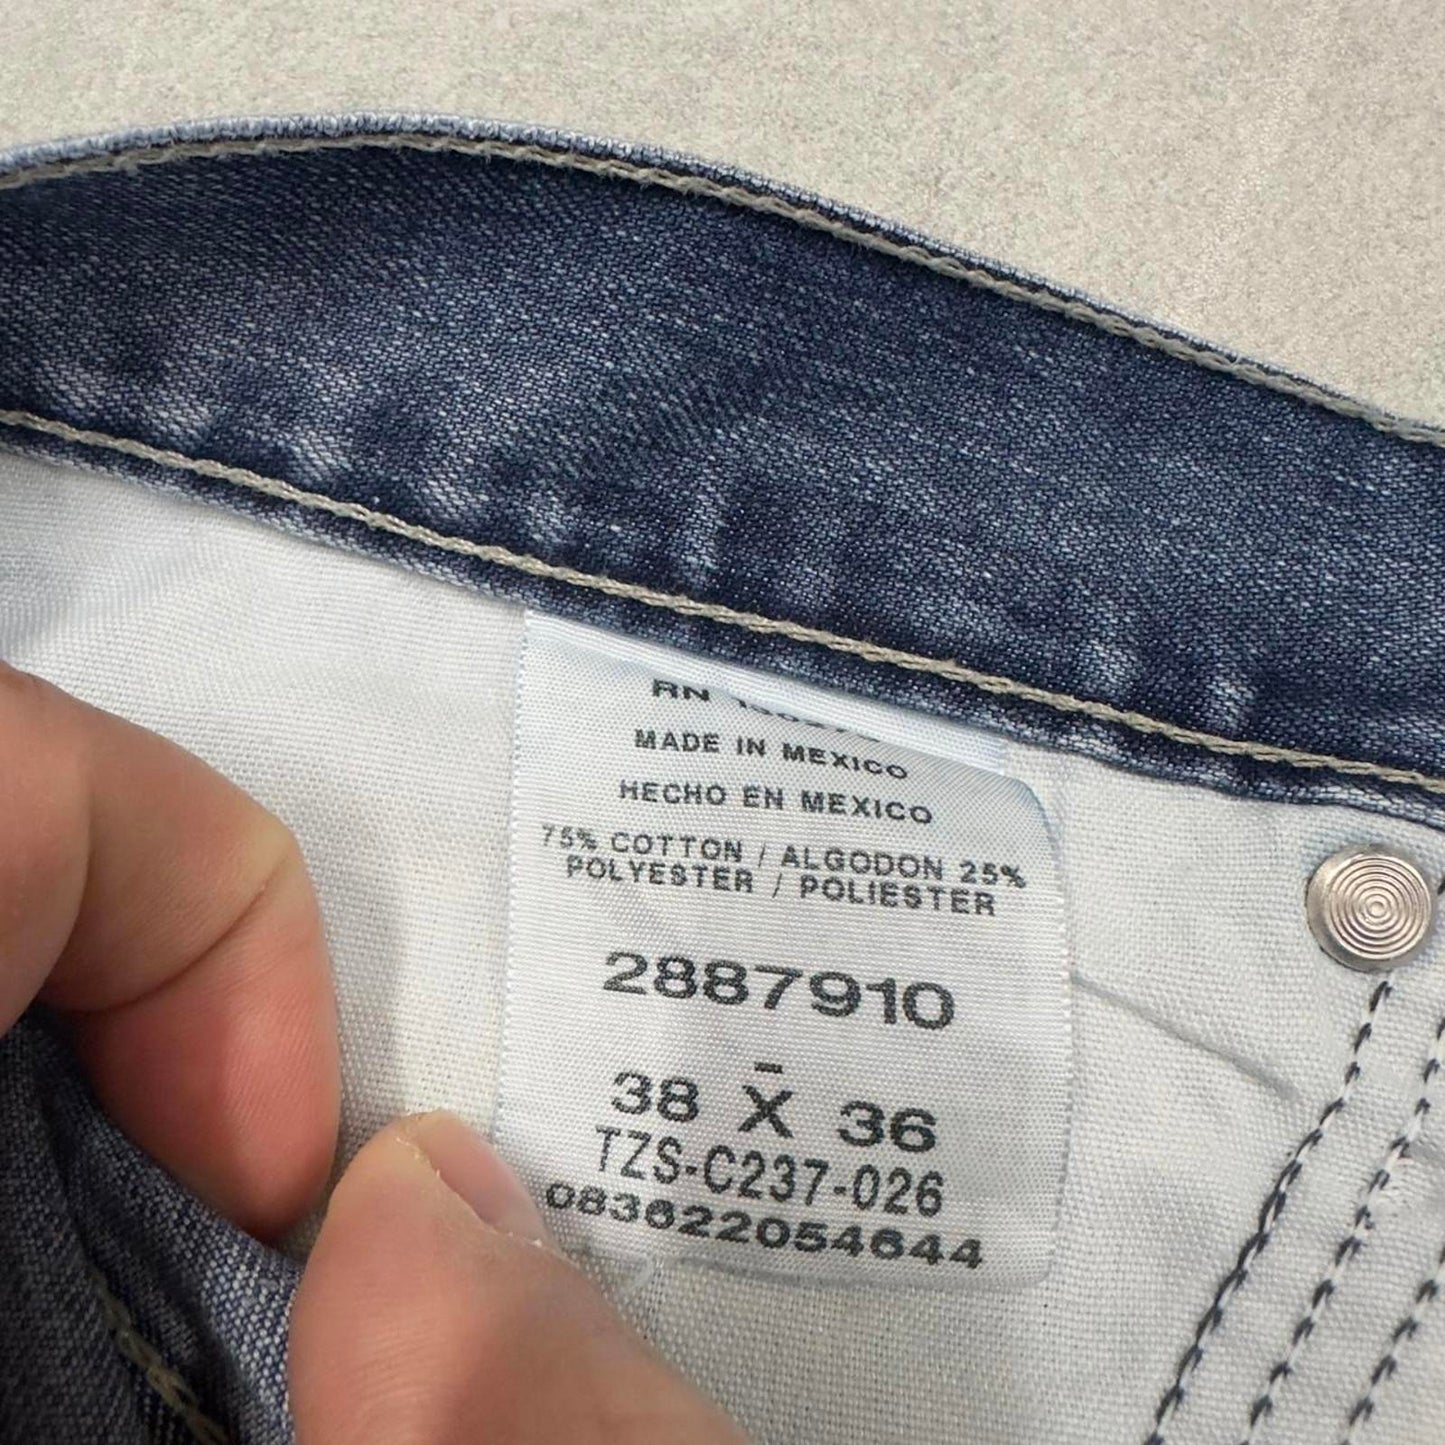 RN
MADE IN MEXICO
HECHO EN MEXICO
75% COTTON / ALGODON 25%
POLYESTER / POLIESTER
2887910
38 X̄ 36
TZS-C237-026
083622054644